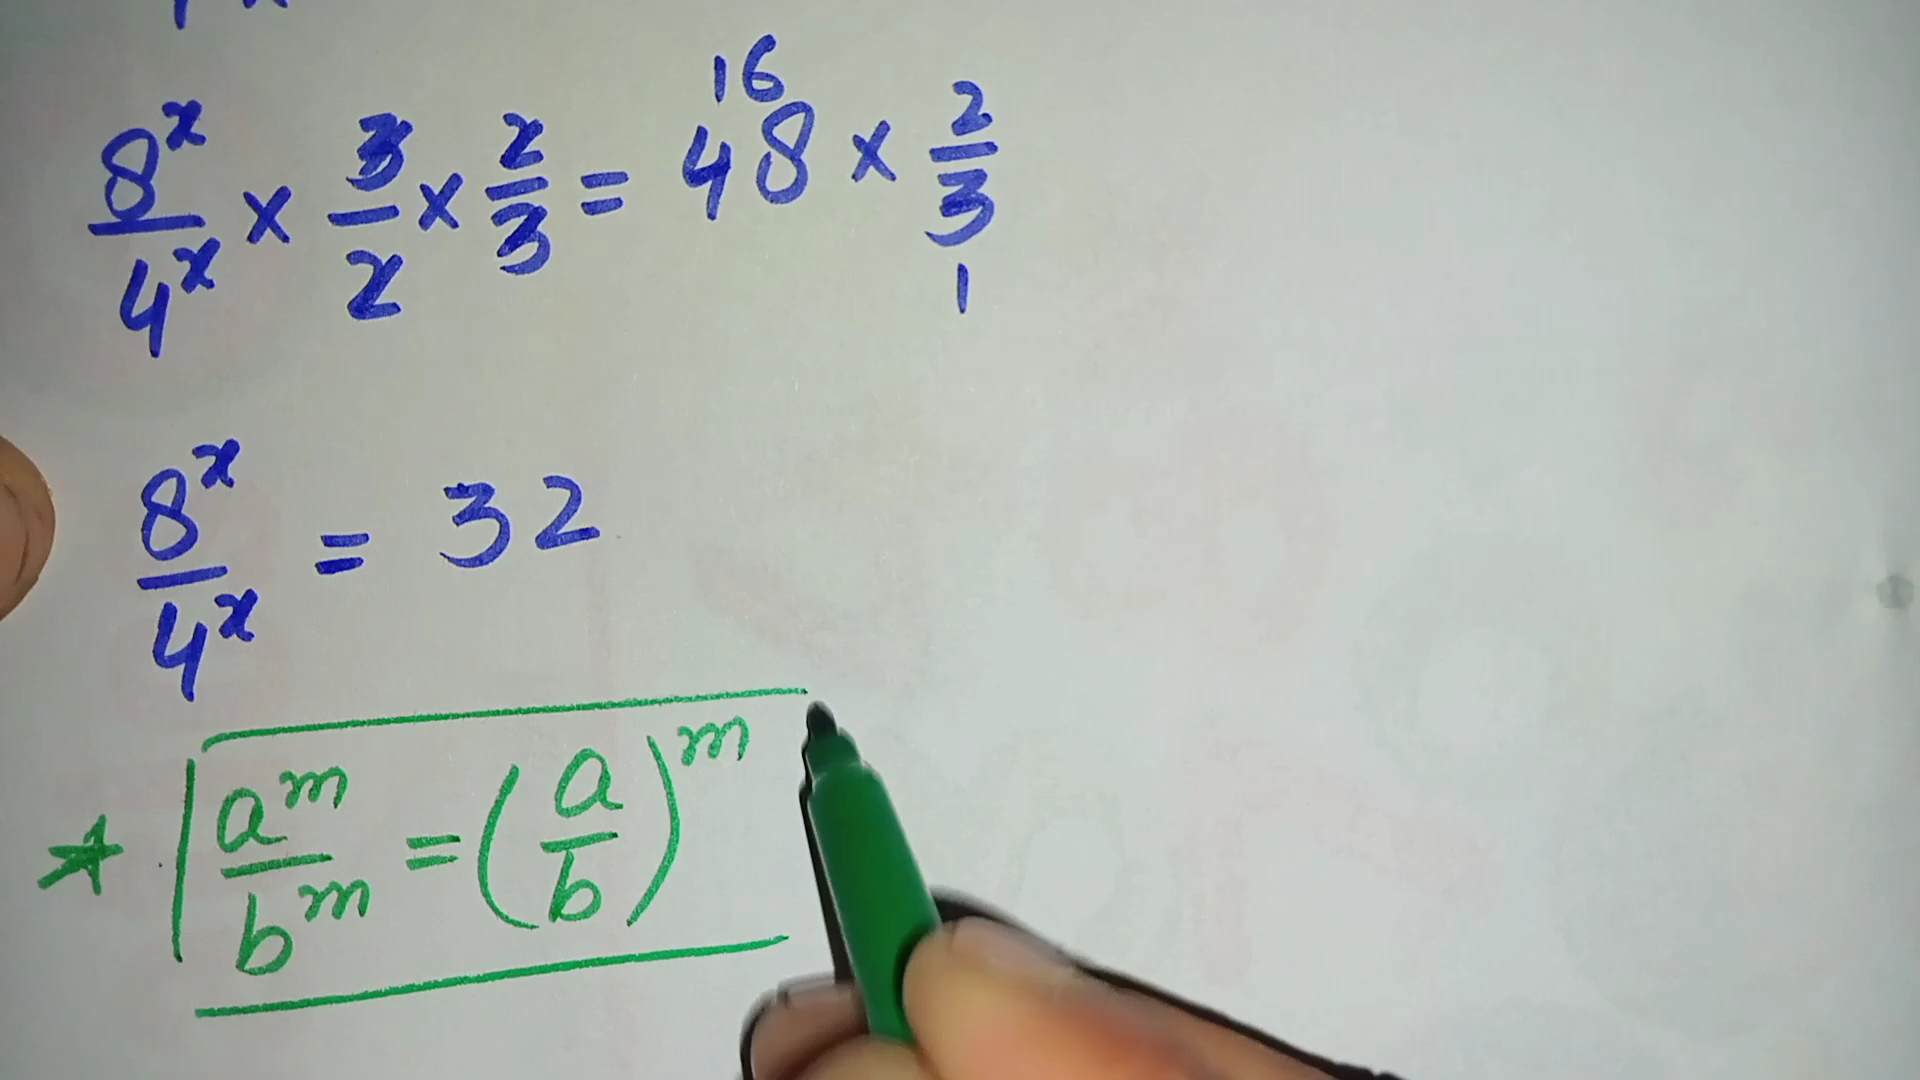 8^x/4^x × 3/2 × 2/3 = 48 × 2/3
16
1
8^x/4^x = 32
* a^m/b^m = (a/b)^m